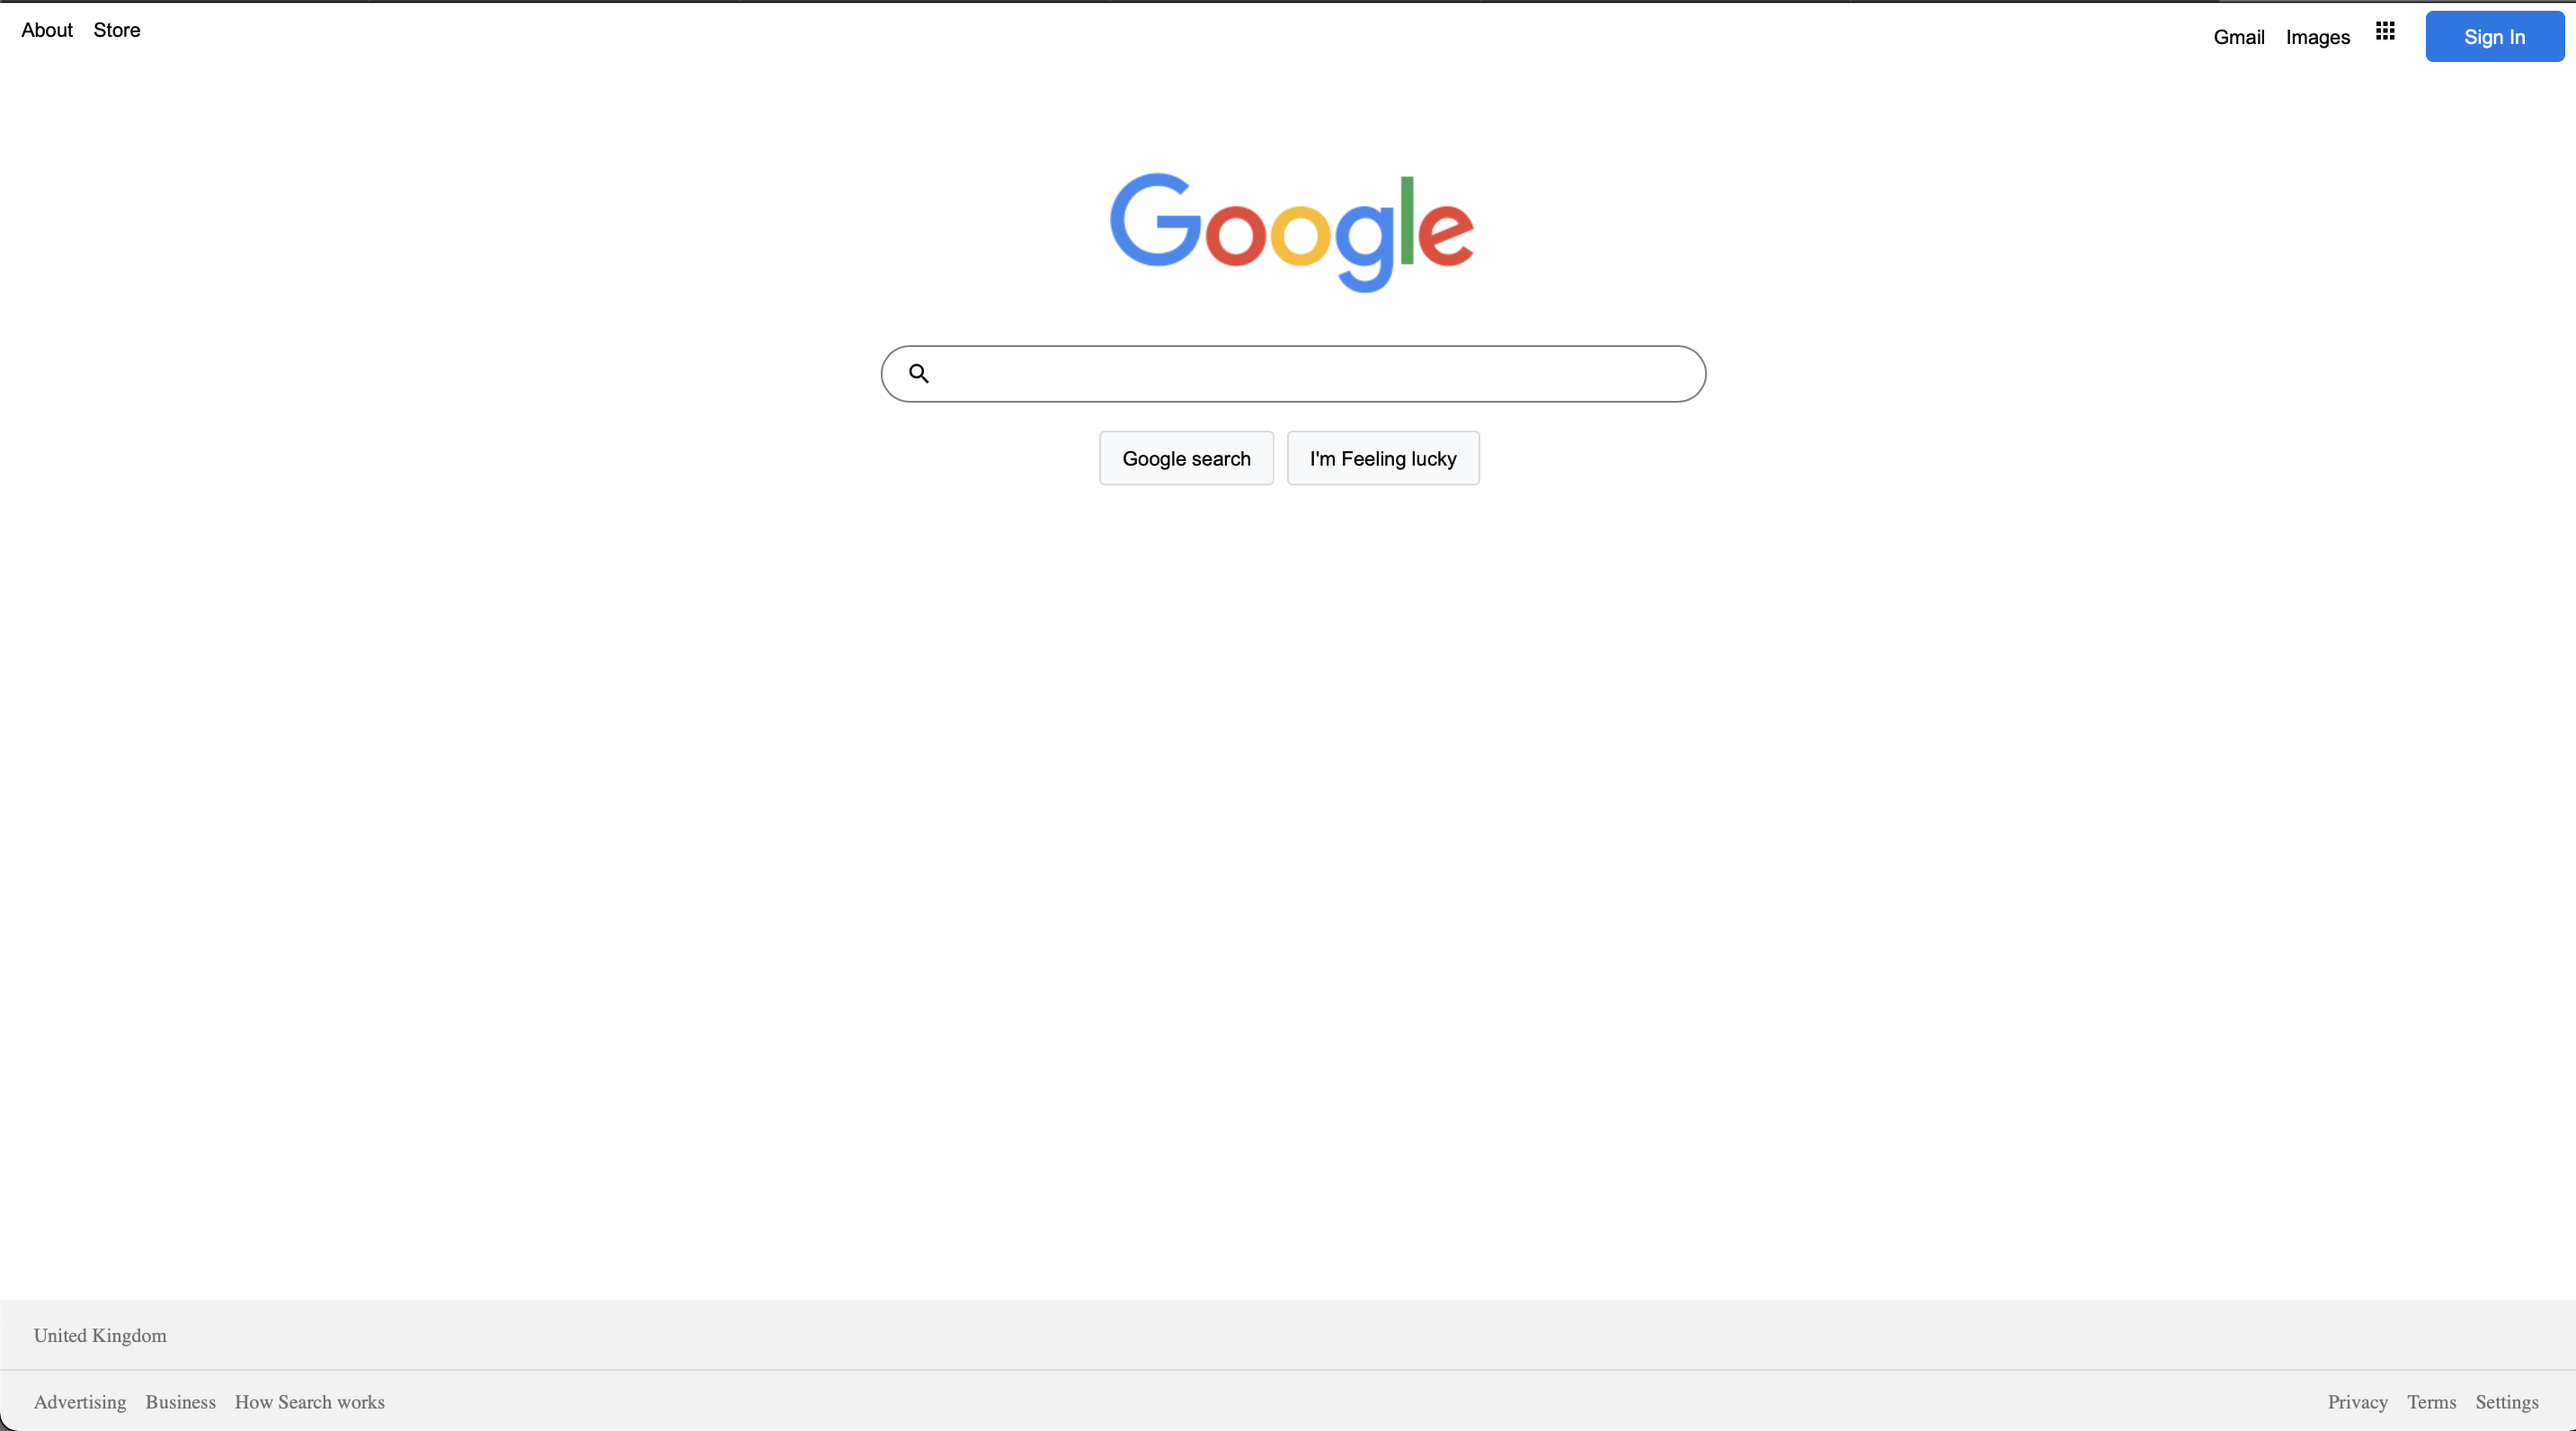 About Store Gmail Images Sign In
Google
Google search I'm Feeling lucky
United Kingdom
Advertising Business How Search works Privacy Terms Settings